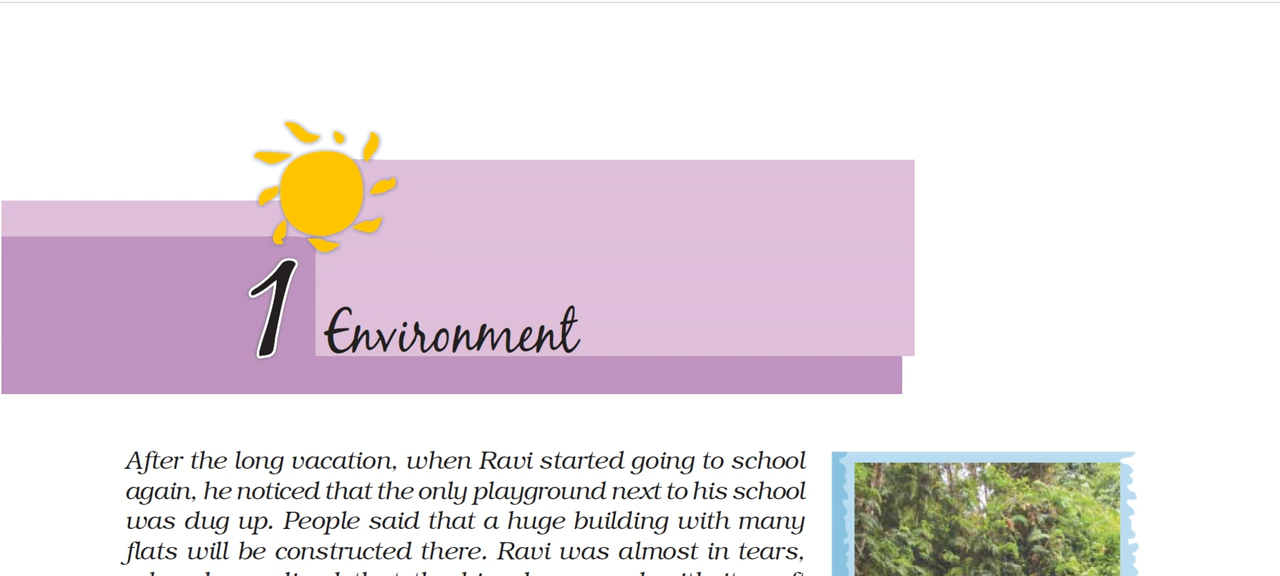 1 Environment
After the long vacation, when Ravi started going to school
again, he noticed that the only playground next to his school
was dug up. People said that a huge building with many
flats will be constructed there. Ravi was almost in tears,